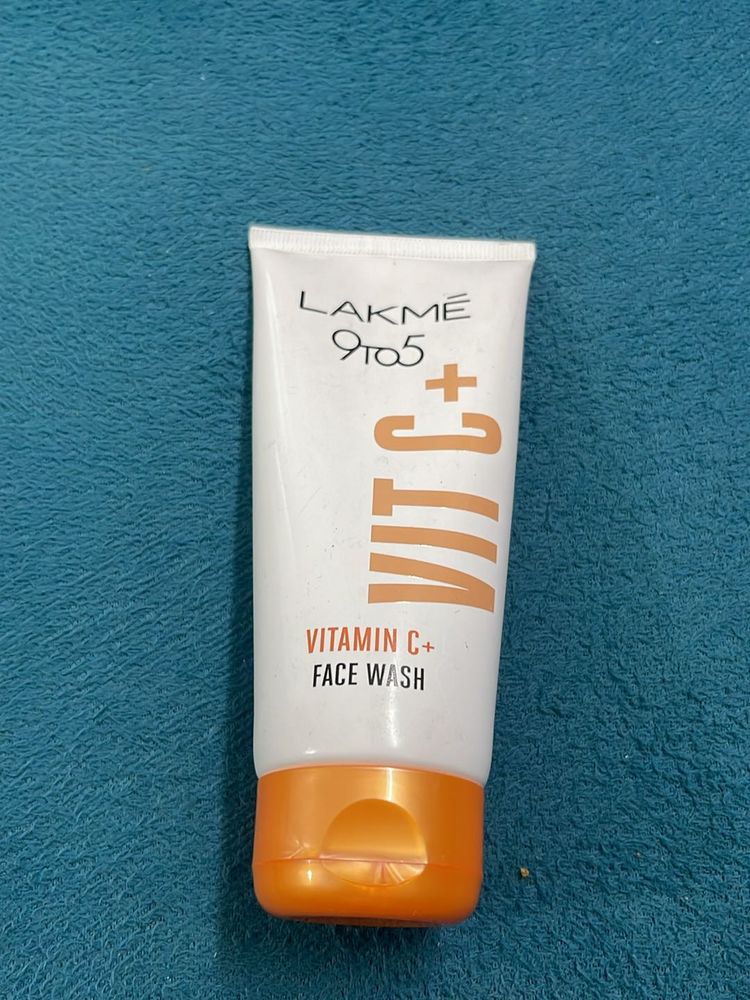 LAKMÉ
9TO5
VIT C+
VITAMIN C+
FACE WASH